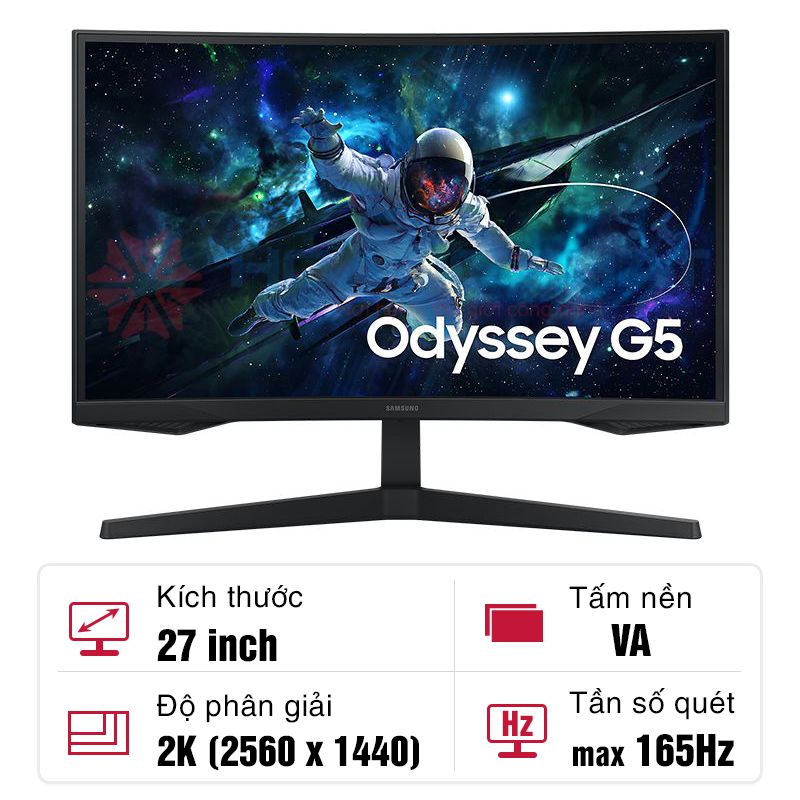 Odyssey G5
SAMSUNG
Kích thước
27 inch
Tấm nền
VA
Độ phân giải
2K (2560 x 1440)
Tần số quét
Hz
max 165Hz